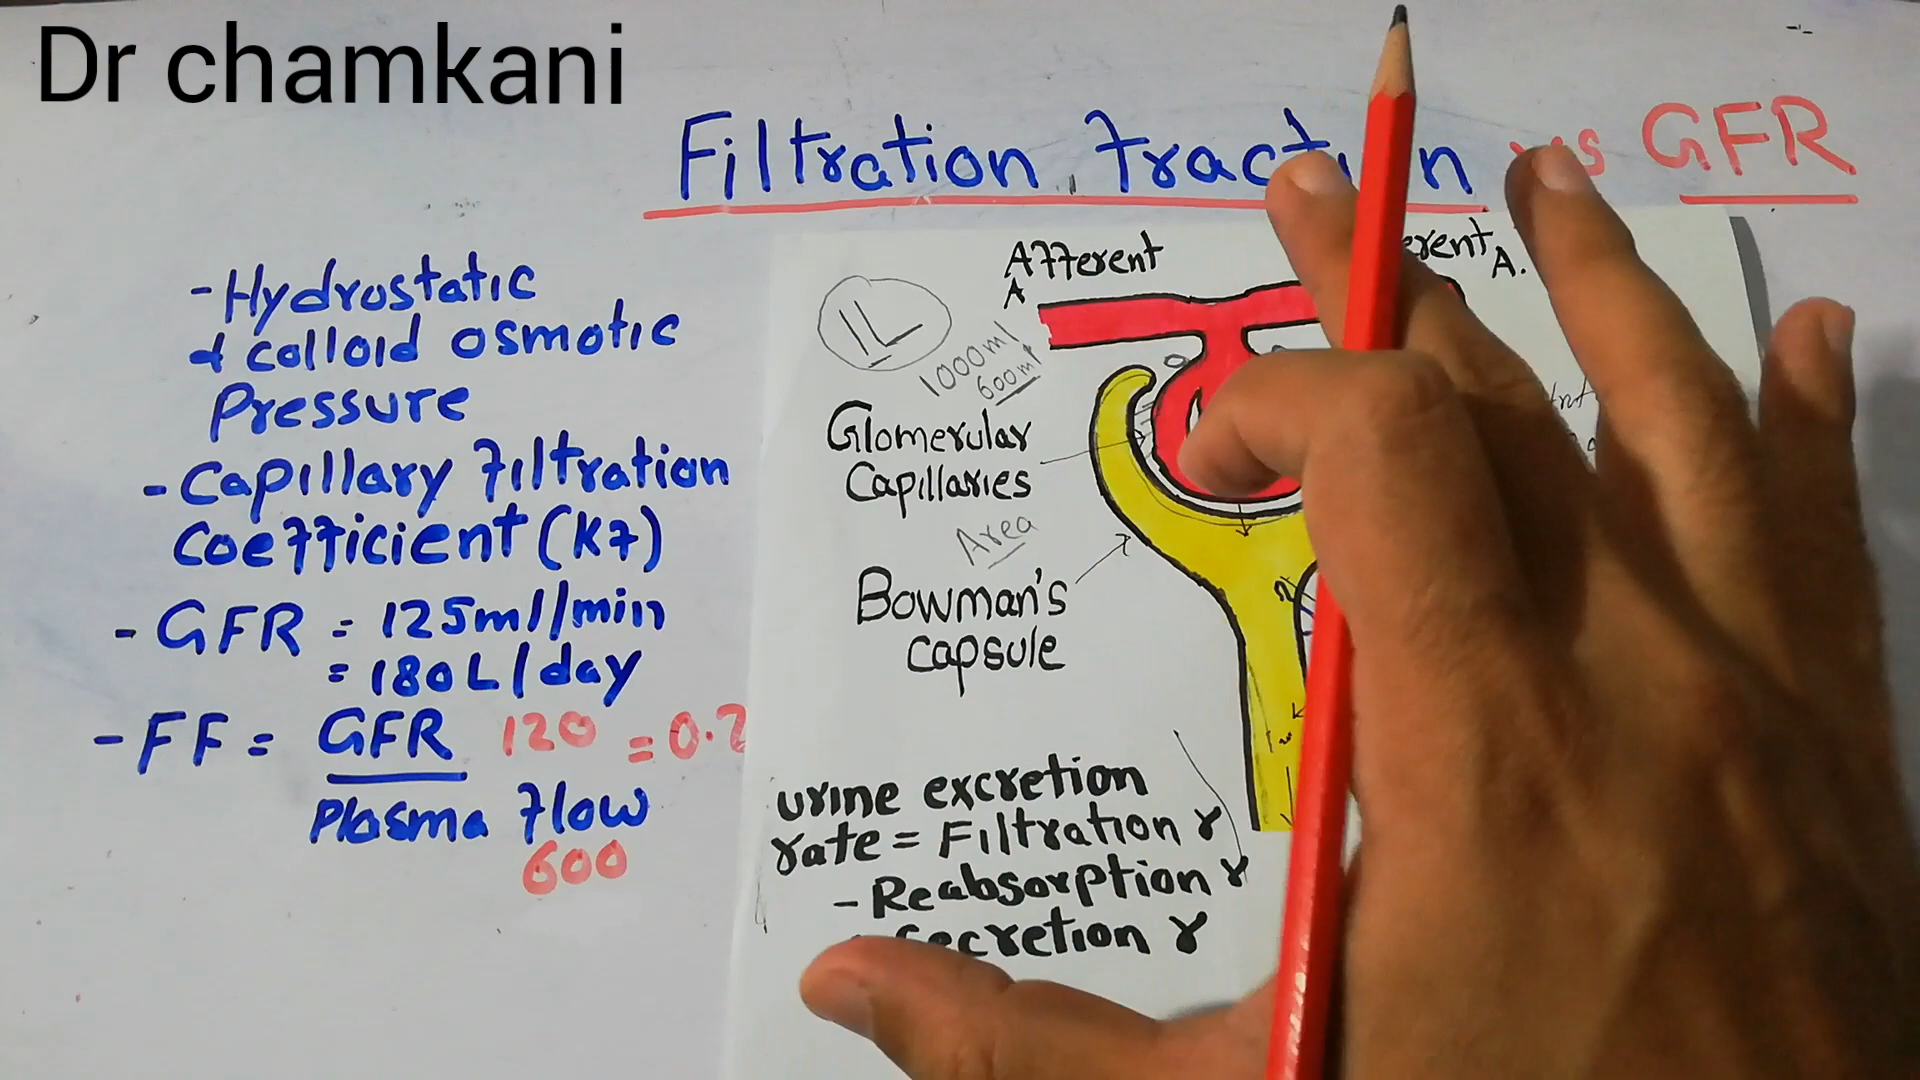 Dr chamkani
Filtration fraction vs GFR
- Hydrostatic
& colloid osmotic
Pressure
- Capillary filtration
coefficient (Kf)
- GFR = 125ml/min
= 180L/day
- FF = GFR 120 = 0.2
Plasma flow
600
Afferent
A
erent A.
1L
1000ml
600ml
Glomerular
Capillaries
Area
Bowman's
capsule
urine excretion
rate = Filtration r
- Reabsorption r
Secretion r